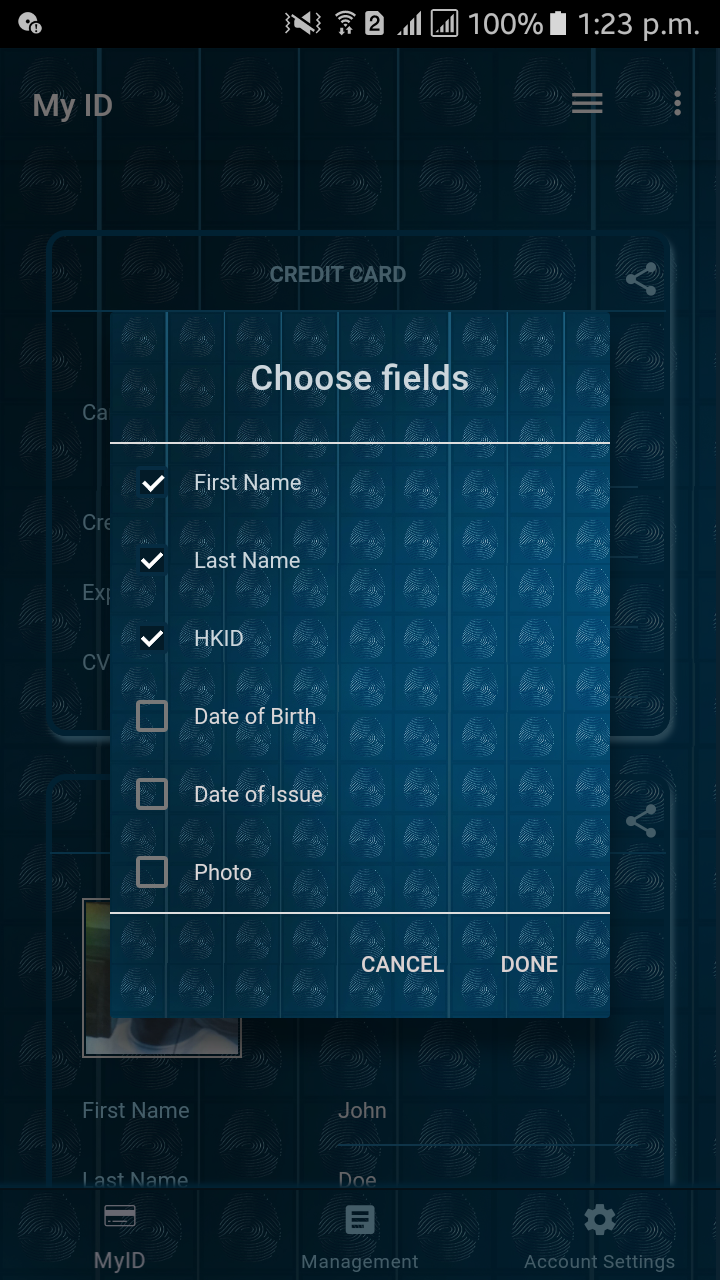 2 100% 1:23 p.m.
My ID
CREDIT CARD
Choose fields
Ca
First Name
Cre
Last Name
Exp
HKID
CV
Date of Birth
Date of Issue
Photo
CANCEL DONE
First Name John
Last Name Doe
MyID Management Account Settings